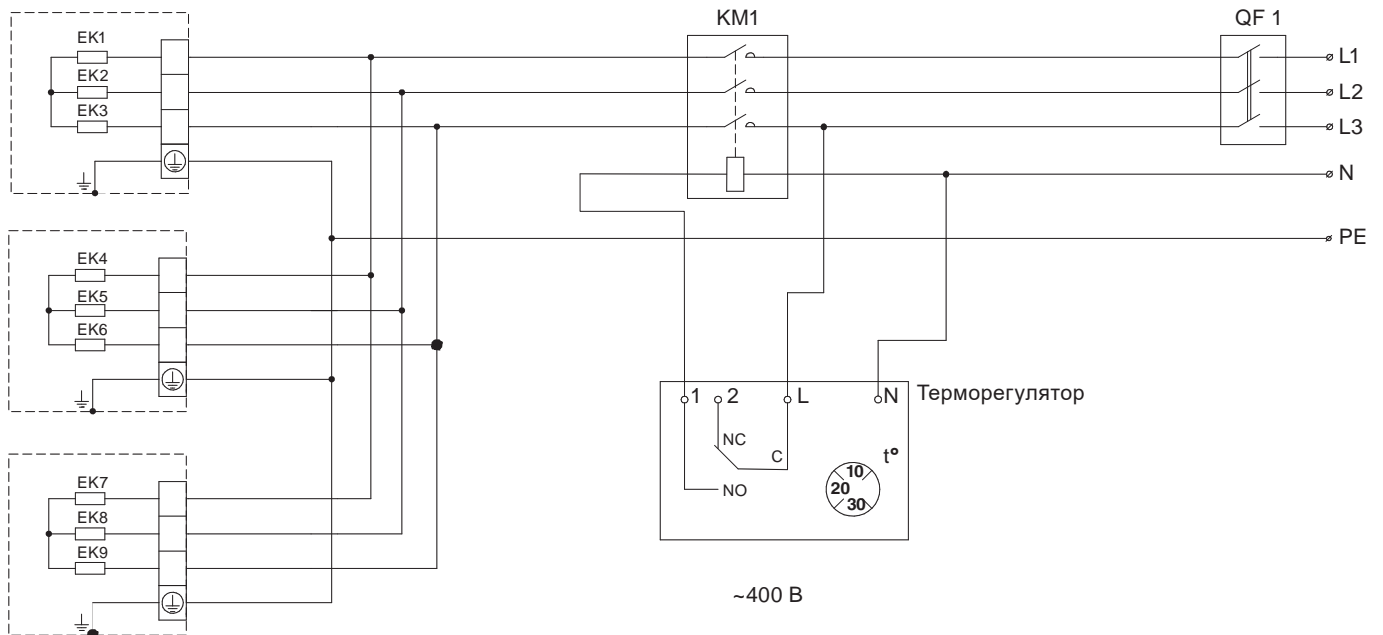 KM1
QF 1
EK1
EK2
EK3
L1
L2
L3
N
PE
EK4
EK5
EK6
1 2 L N
Терморегулятор
NC
C
t°
NO
10
20
30
EK7
EK8
EK9
~400 В